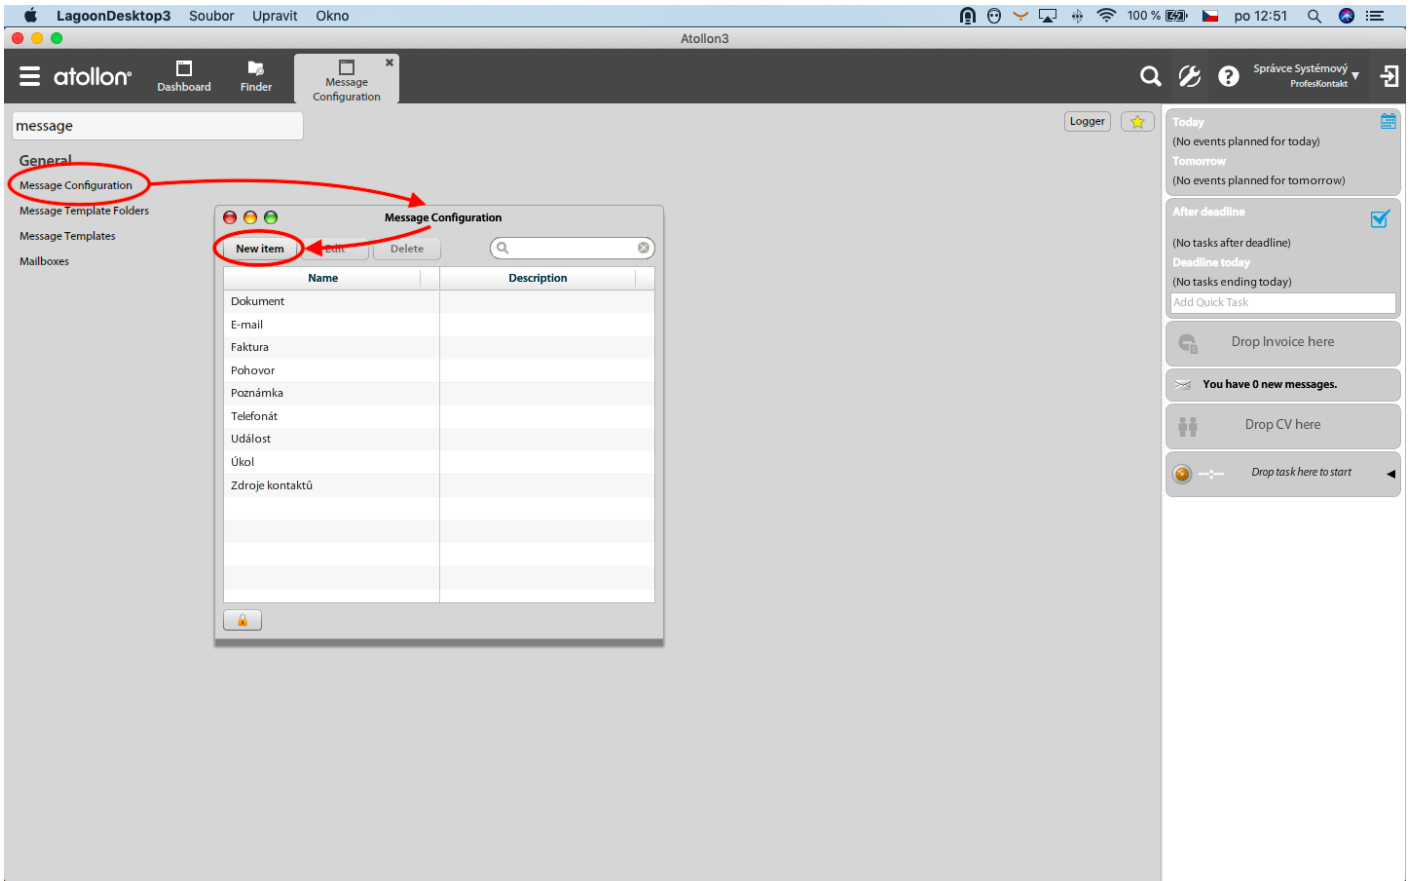 LagoonDesktop3 Soubor Upravit Okno 100 % po 12:51
Atollon3
atollon Dashboard Finder Message Configuration Správce Systémový ProfesKontakt
message
Logger
General
Message Configuration
Message Template Folders
Message Templates
Mailboxes
Message Configuration
New item Edit Delete
Name Description
Dokument
E-mail
Faktura
Pohovor
Poznámka
Telefonát
Událost
Úkol
Zdroje kontaktů
Today
(No events planned for today)
Tomorrow
(No events planned for tomorrow)
After deadline
(No tasks after deadline)
Deadline today
(No tasks ending today)
Add Quick Task
Drop Invoice here
You have 0 new messages.
Drop CV here
--:-- Drop task here to start